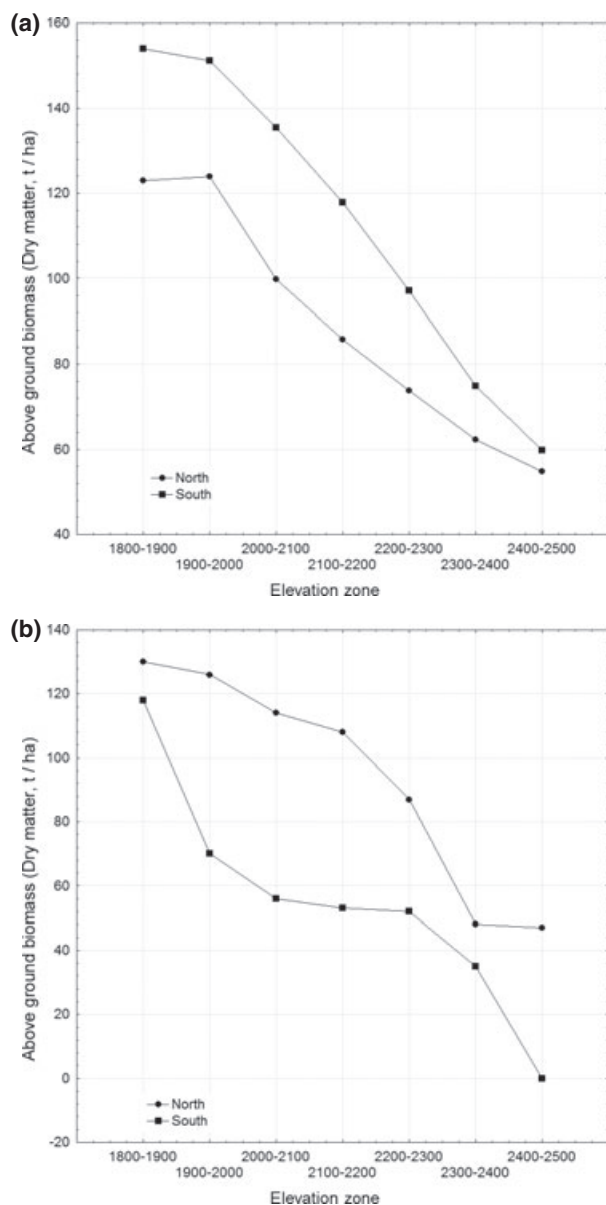 (a)
160
140
120
100
80
60
40
Above ground biomass (Dry matter, t / ha)
North
South
1800-1900 2000-2100 2200-2300 2400-2500
1900-2000 2100-2200 2300-2400
Elevation zone
(b)
140
120
100
80
60
40
20
0
-20
Above ground biomass (Dry matter, t / ha)
North
South
1800-1900 2000-2100 2200-2300 2400-2500
1900-2000 2100-2200 2300-2400
Elevation zone